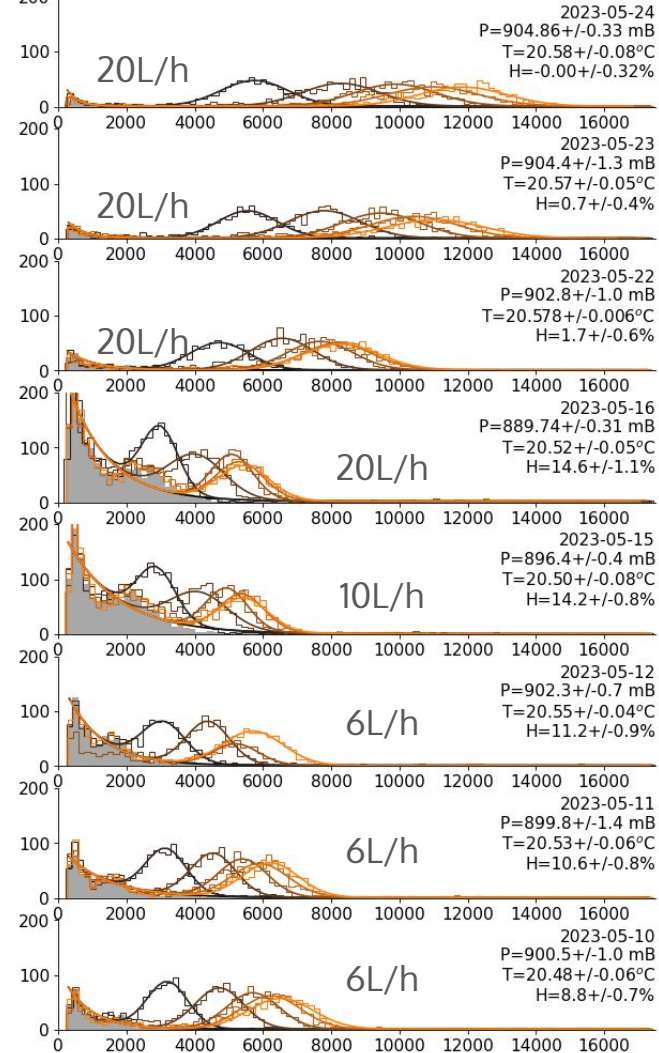 200
2023-05-24
P=904.86+/-0.33 mB
100
T=20.58+/-0.08°C
20L/h
H=-0.00+/-0.32%
0
0 2000 4000 6000 8000 10000 12000 14000 16000
200
2023-05-23
P=904.4+/-1.3 mB
100
T=20.57+/-0.05°C
20L/h
H=0.7+/-0.4%
0
0 2000 4000 6000 8000 10000 12000 14000 16000
200
2023-05-22
P=902.8+/-1.0 mB
100
T=20.578+/-0.006°C
20L/h
H=1.7+/-0.6%
0
0 2000 4000 6000 8000 10000 12000 14000 16000
200
2023-05-16
P=889.74+/-0.31 mB
100
T=20.52+/-0.05°C
20L/h
H=14.6+/-1.1%
0
0 2000 4000 6000 8000 10000 12000 14000 16000
200
2023-05-15
P=896.4+/-0.4 mB
100
T=20.50+/-0.08°C
10L/h
H=14.2+/-0.8%
0
0 2000 4000 6000 8000 10000 12000 14000 16000
200
2023-05-12
P=902.3+/-0.7 mB
100
T=20.55+/-0.04°C
6L/h
H=11.2+/-0.9%
0
0 2000 4000 6000 8000 10000 12000 14000 16000
200
2023-05-11
P=899.8+/-1.4 mB
100
T=20.53+/-0.06°C
6L/h
H=10.6+/-0.8%
0
0 2000 4000 6000 8000 10000 12000 14000 16000
200
2023-05-10
P=900.5+/-1.0 mB
100
T=20.48+/-0.06°C
6L/h
H=8.8+/-0.7%
0
0 2000 4000 6000 8000 10000 12000 14000 16000